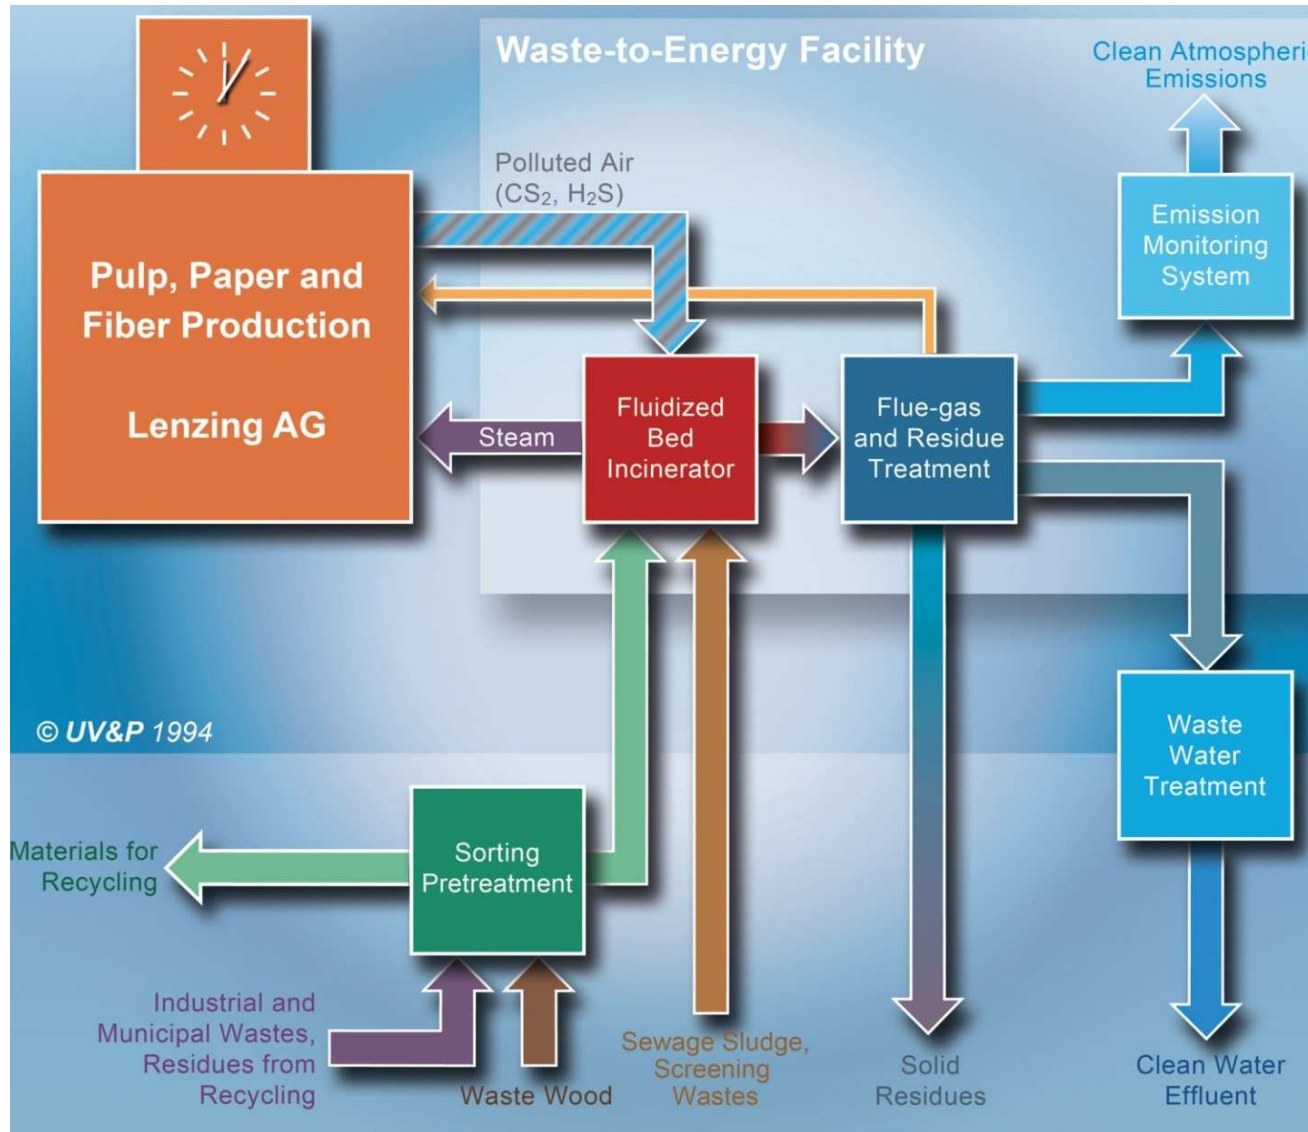 Waste-to-Energy Facility
Clean Atmospheri
Emissions
Polluted Air
(CS₂, H₂S)
Pulp, Paper and
Fiber Production
Lenzing AG
Emission
Monitoring
System
Steam
Fluidized
Bed
Incinerator
Flue-gas
and Residue
Treatment
© UV&P 1994
Waste
Water
Treatment
Materials for
Recycling
Sorting
Pretreatment
Industrial and
Municipal Wastes,
Residues from
Recycling
Waste Wood
Sewage Sludge,
Screening
Wastes
Solid
Residues
Clean Water
Effluent